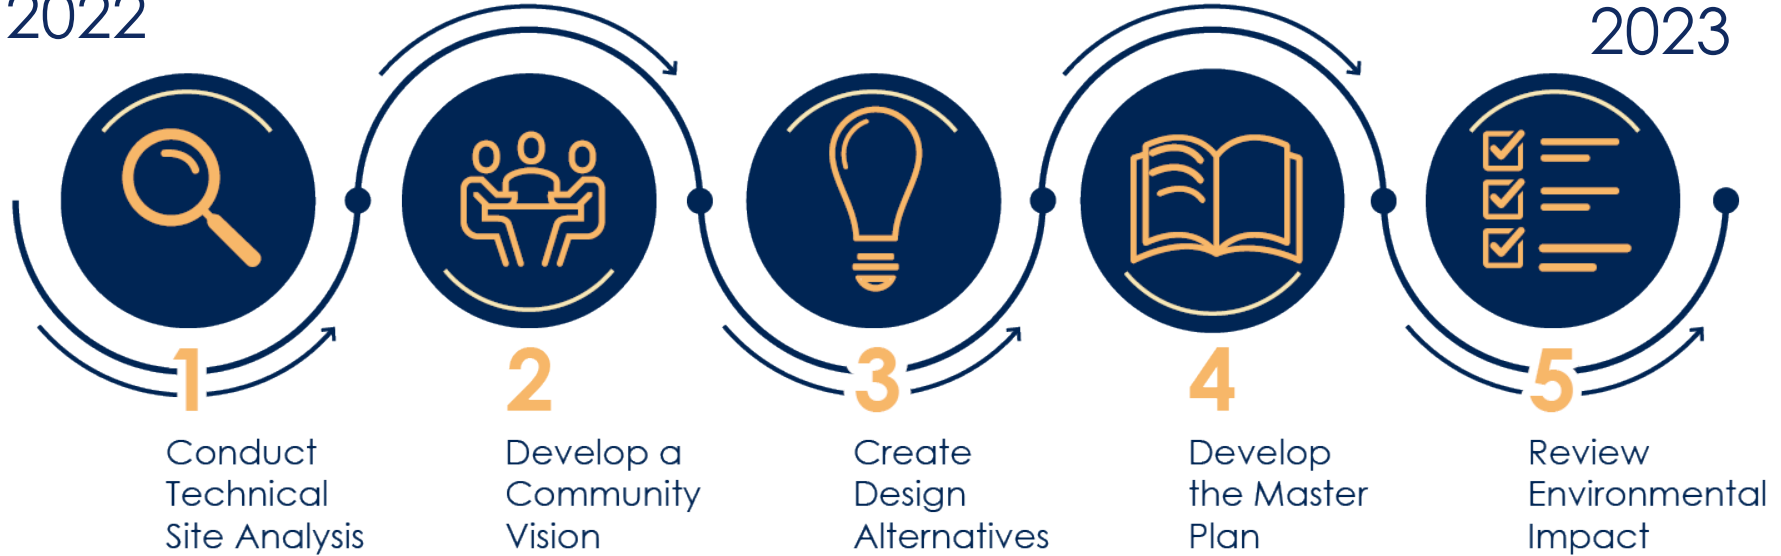 2022
2023
1
Conduct
Technical
Site Analysis
2
Develop a
Community
Vision
3
Create
Design
Alternatives
4
Develop
the Master
Plan
5
Review
Environmental
Impact